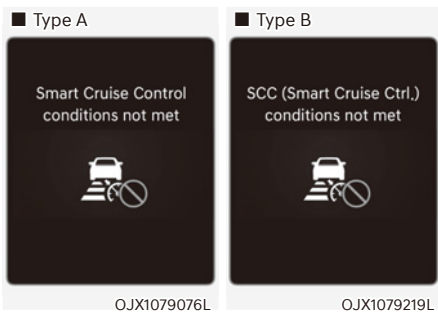 ■ Type A
Smart Cruise Control
conditions not met
OJX1079076L
■ Type B
SCC (Smart Cruise Ctrl.)
conditions not met
OJX1079219L